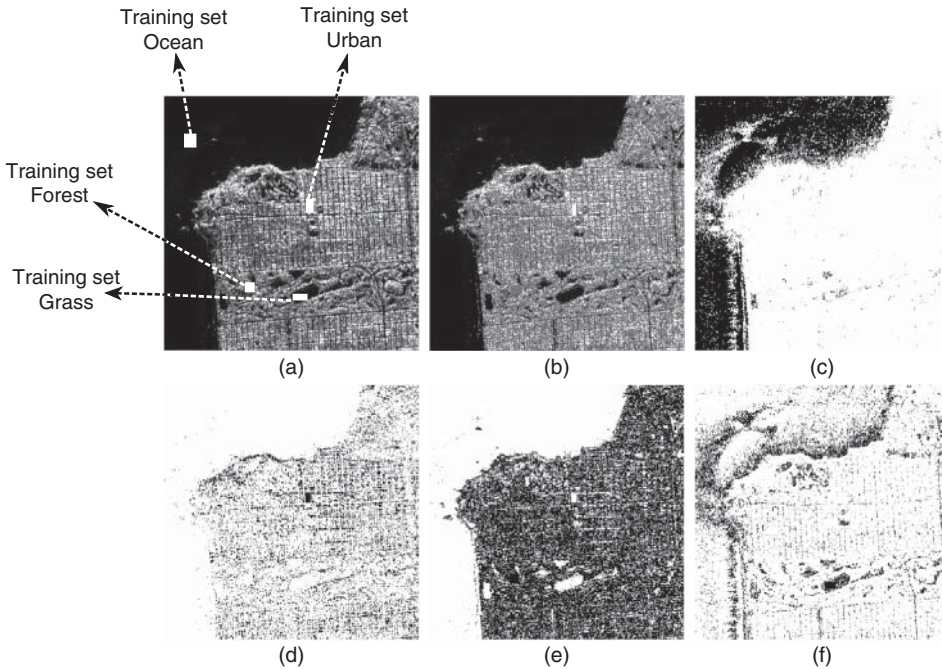 Training set
Ocean
Training set
Urban
Training set
Forest
Training set
Grass
(a)
(b)
(c)
(d)
(e)
(f)